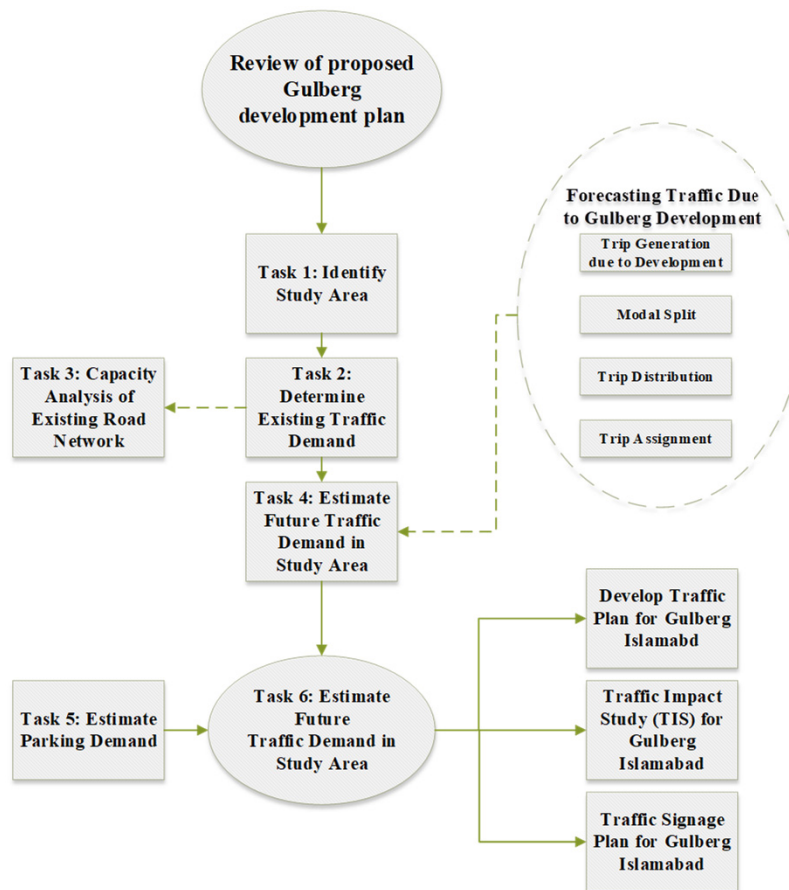 Review of proposed
Gulberg
development plan
Forecasting Traffic Due
to Gulberg Development
Trip Generation
due to Development
Modal Split
Trip Distribution
Trip Assignment
Task 1: Identify
Study Area
Task 3: Capacity
Analysis of
Existing Road
Network
Task 2:
Determine
Existing Traffic
Demand
Task 4: Estimate
Future Traffic
Demand in
Study Area
Task 5: Estimate
Parking Demand
Task 6: Estimate
Future
Traffic Demand in
Study Area
Develop Traffic
Plan for Gulberg
Islamabd
Traffic Impact
Study (TIS) for
Gulberg
Islamabad
Traffic Signage
Plan for Gulberg
Islamabad